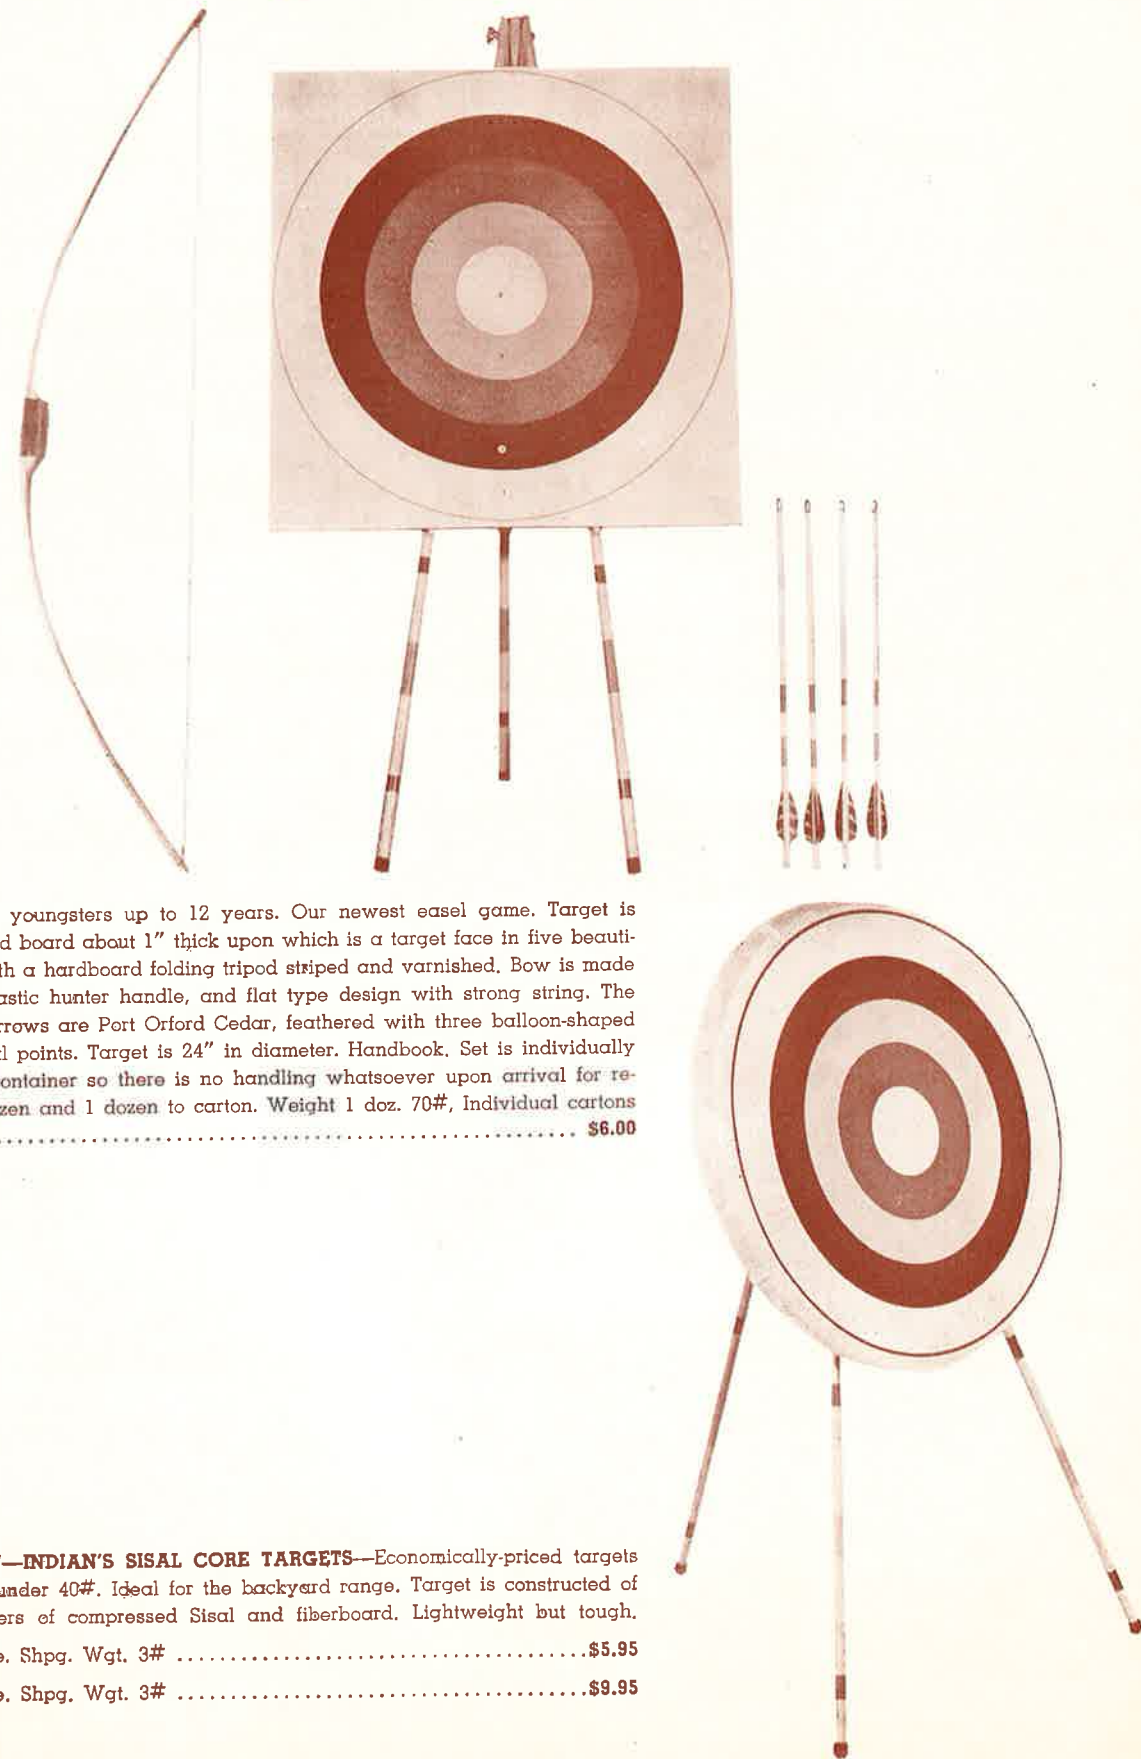 youngsters up to 12 years. Our newest easel game. Target is
d board about 1" thick upon which is a target face in five beauti-
th a hardboard folding tripod striped and varnished. Bow is made
astic hunter handle, and flat type design with strong string. The
rrows are Port Orford Cedar, feathered with three balloon-shaped
l points. Target is 24" in diameter. Handbook. Set is individually
ontainer so there is no handling whatsoever upon arrival for re-
zen and 1 dozen to carton. Weight 1 doz. 70#, Individual cartons
........................................................ $6.00
—INDIAN'S SISAL CORE TARGETS—Economically-priced targets
under 40#. Ideal for the backyard range. Target is constructed of
ers of compressed Sisal and fiberboard. Lightweight but tough.
e. Shpg. Wgt. 3# .......................................$5.95
e. Shpg. Wgt. 3# .......................................$9.95